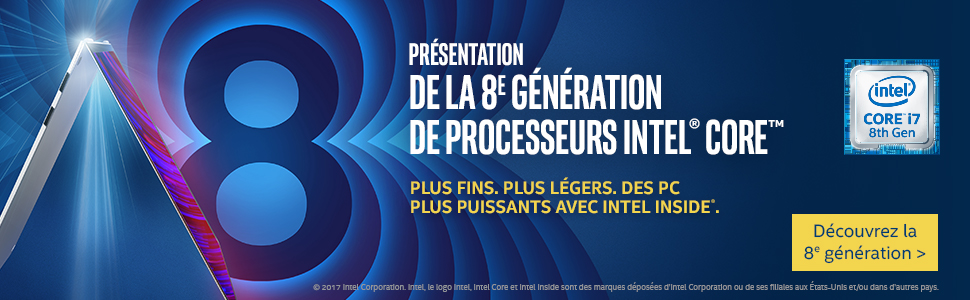 8
PRÉSENTATION
DE LA 8E GÉNÉRATION
DE PROCESSEURS INTEL® CORE™
PLUS FINS. PLUS LÉGERS. DES PC
PLUS PUISSANTS AVEC INTEL INSIDE®.
intel®
CORE™ i7
8th Gen
Découvrez la
8e génération >
© 2017 Intel Corporation. Intel, le logo Intel, Intel Core et Intel Inside sont des marques déposées d'Intel Corporation ou de ses filiales aux États-Unis et/ou dans d'autres pays.